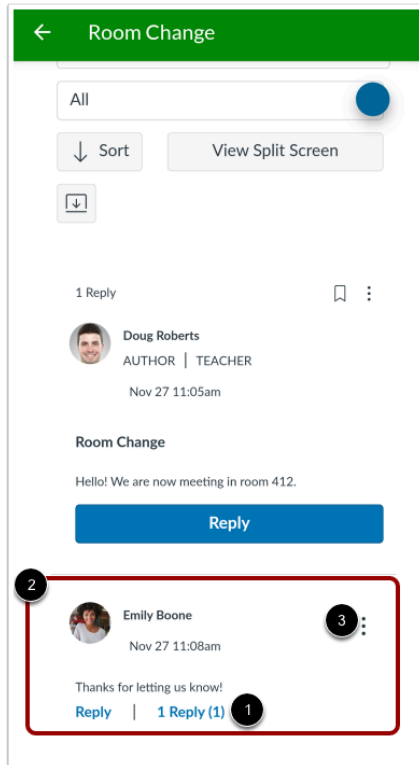 Room Change
All
Sort
View Split Screen
1 Reply
Doug Roberts
AUTHOR | TEACHER
Nov 27 11:05am
Room Change
Hello! We are now meeting in room 412.
Reply
2
Emily Boone
3
Nov 27 11:08am
Thanks for letting us know!
Reply | 1 Reply (1) 1